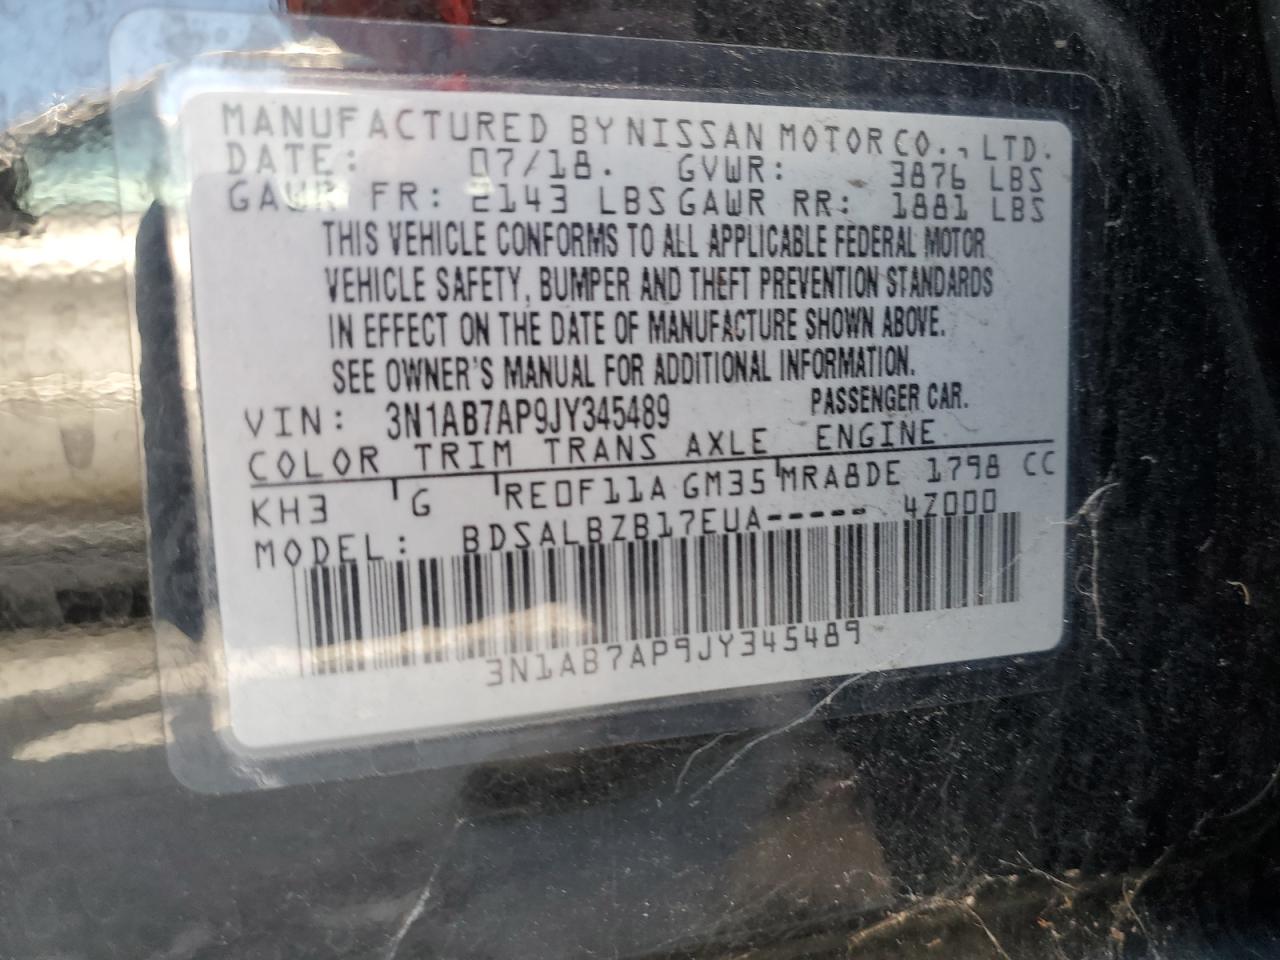 MANUFACTURED BY NISSAN MOTOR CO., LTD.
DATE: 07/18. GVWR: 3876 LBS
GAWR FR: 2143 LBS GAWR RR: 1881 LBS
THIS VEHICLE CONFORMS TO ALL APPLICABLE FEDERAL MOTOR
VEHICLE SAFETY, BUMPER AND THEFT PREVENTION STANDARDS
IN EFFECT ON THE DATE OF MANUFACTURE SHOWN ABOVE.
SEE OWNER'S MANUAL FOR ADDITIONAL INFORMATION.
VIN: 3N1AB7AP9JY345489 PASSENGER CAR.
COLOR TRIM TRANS AXLE ENGINE
KH3 G RE0F11A GM35 MRA8DE 1798 CC
MODEL: BDSALBZB17EUA----- 4Z000
3N1AB7AP9JY345489